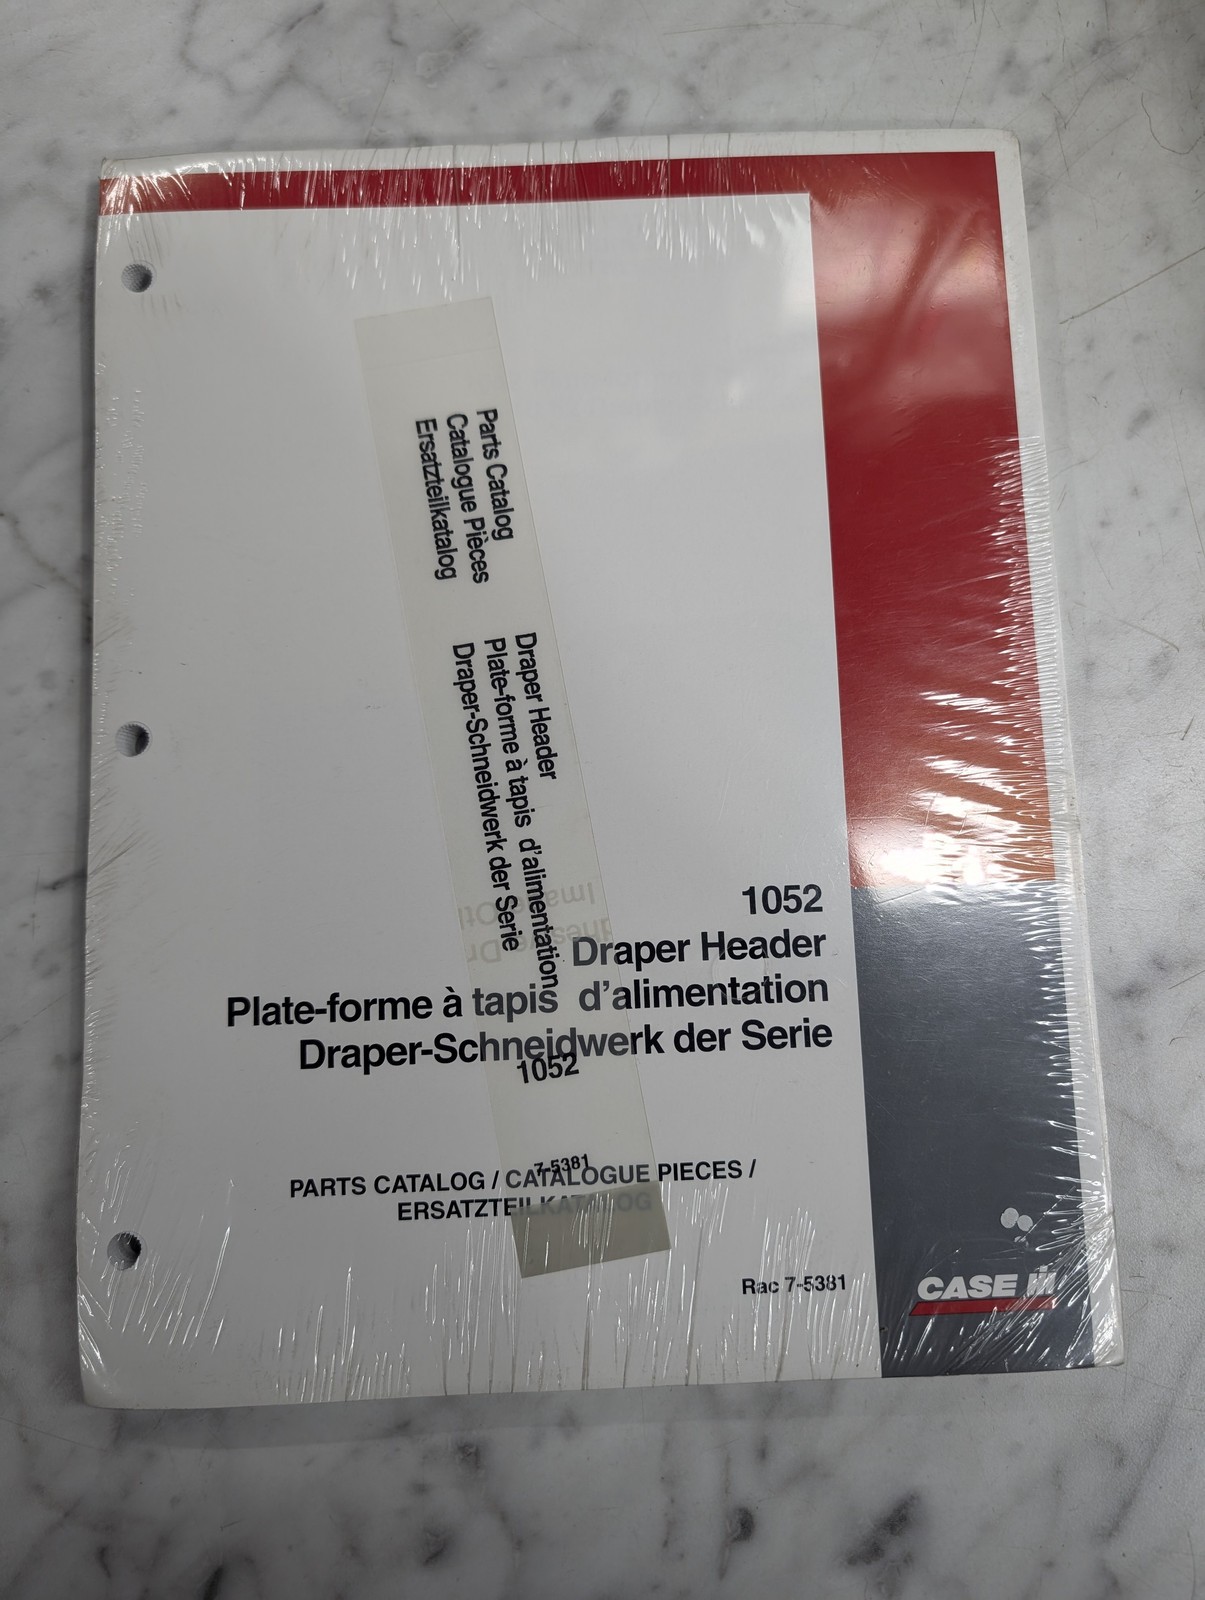 Parts Catalog
Catalogue Pièces
Ersatzteilkatalog
Draper Header
Plate-forme à tapis d'alimentation
Draper-Schneidwerk der Serie
1052
7-5381
1052
Draper Header
Plate-forme à tapis d'alimentation
Draper-Schneidwerk der Serie
PARTS CATALOG / CATALOGUE PIECES /
ERSATZTEILKATALOG
Rac 7-5381
CASE IH